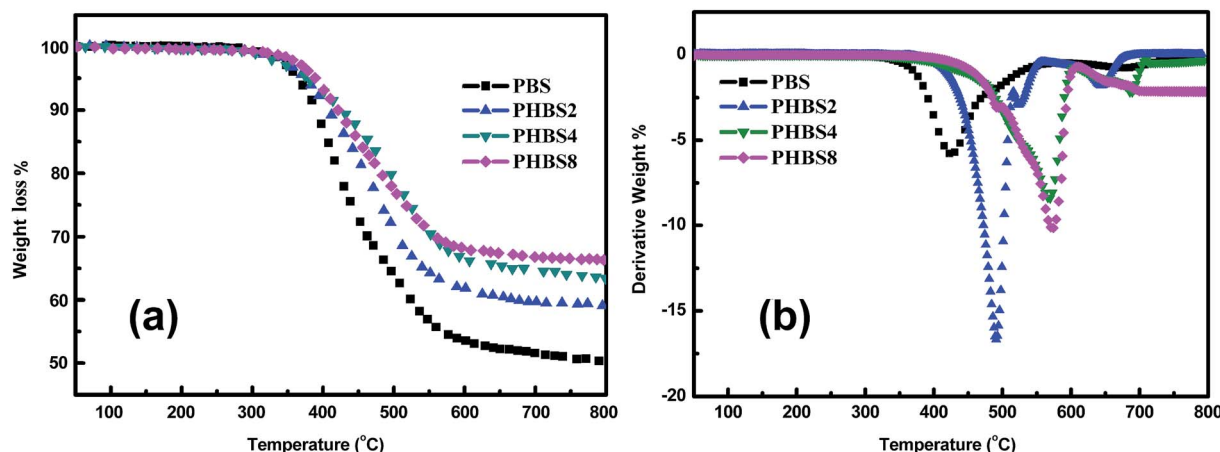 100
90
80
70
60
50
Weight loss %
PBS
PHBS2
PHBS4
PHBS8
(a)
100 200 300 400 500 600 700 800
Temperature (°C)
0
-5
-10
-15
-20
Derivative Weight %
PBS
PHBS2
PHBS4
PHBS8
(b)
100 200 300 400 500 600 700 800
Temperature (°C)